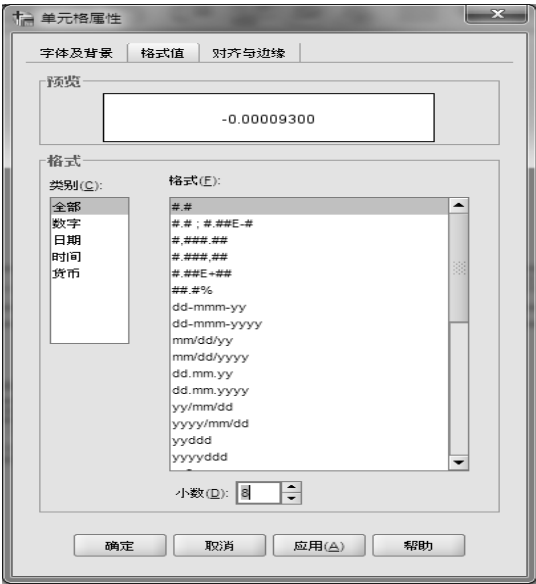 单元格属性
字体及背景 格式值 对齐与边缘
预览
-0.00009300
格式
类别(C): 格式(F):
全部
数字
日期
时间
货币
#.#
#.# ; #.##E-#
#,###.##
#.###,##
#.##E+##
##.#%
dd-mmm-yy
dd-mmm-yyyy
mm/dd/yy
mm/dd/yyyy
dd.mm.yy
dd.mm.yyyy
yy/mm/dd
yyyy/mm/dd
yyddd
yyyyddd
小数(D): 8
确定 取消 应用(A) 帮助